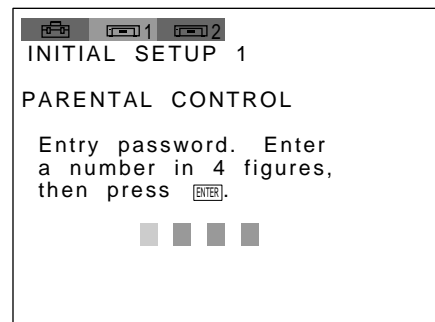 1 2
INITIAL SETUP 1
PARENTAL CONTROL
Entry password. Enter
a number in 4 figures,
then press ENTER.